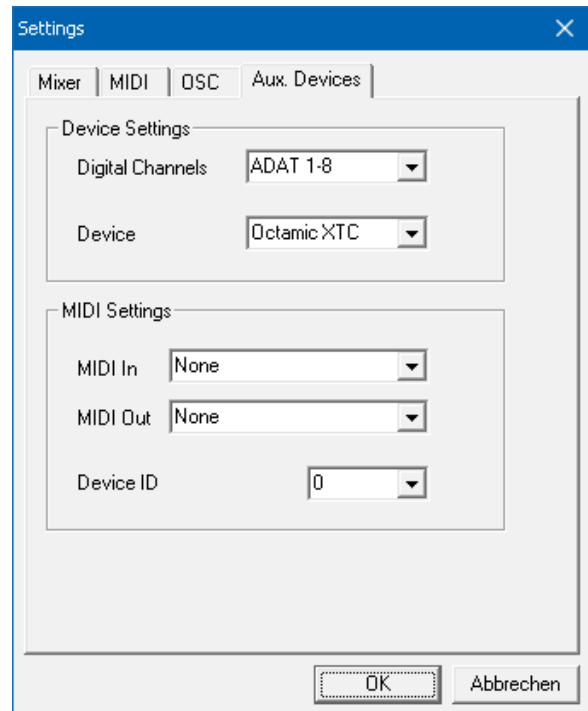 Settings
Mixer MIDI OSC Aux. Devices
Device Settings
Digital Channels ADAT 1-8
Device Octamic XTC
MIDI Settings
MIDI In None
MIDI Out None
Device ID 0
OK Abbrechen